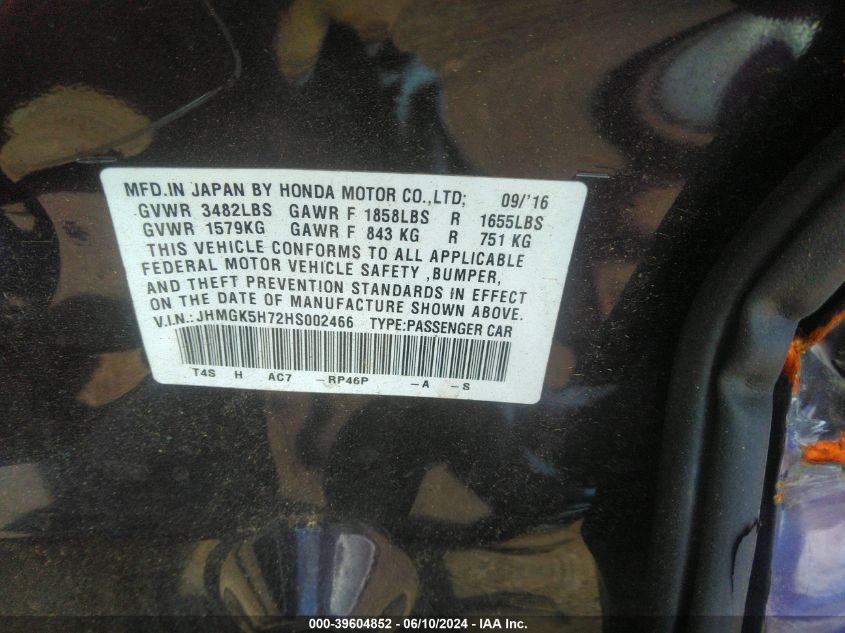 MFD.IN JAPAN BY HONDA MOTOR CO.,LTD; 09/'16
GVWR 3482LBS GAWR F 1858LBS R 1655LBS
GVWR 1579KG GAWR F 843 KG R 751 KG
THIS VEHICLE CONFORMS TO ALL APPLICABLE
FEDERAL MOTOR VEHICLE SAFETY ,BUMPER,
AND THEFT PREVENTION STANDARDS IN EFFECT
ON THE DATE OF MANUFACTURE SHOWN ABOVE.
V.I.N.: JHMGK5H72HS002466 TYPE:PASSENGER CAR
T4S H AC7 -RP46P -A -S
000-39604852 - 06/10/2024 - IAA Inc.